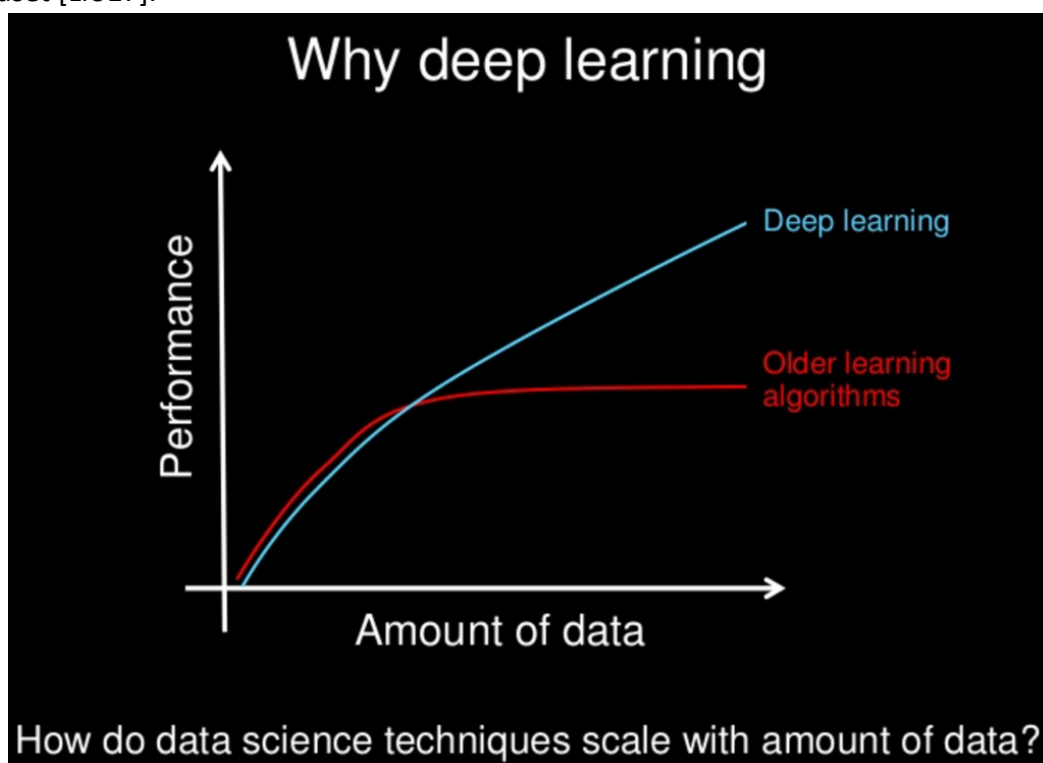 Why deep learning
Performance
Deep learning
Older learning
algorithms
Amount of data
How do data science techniques scale with amount of data?